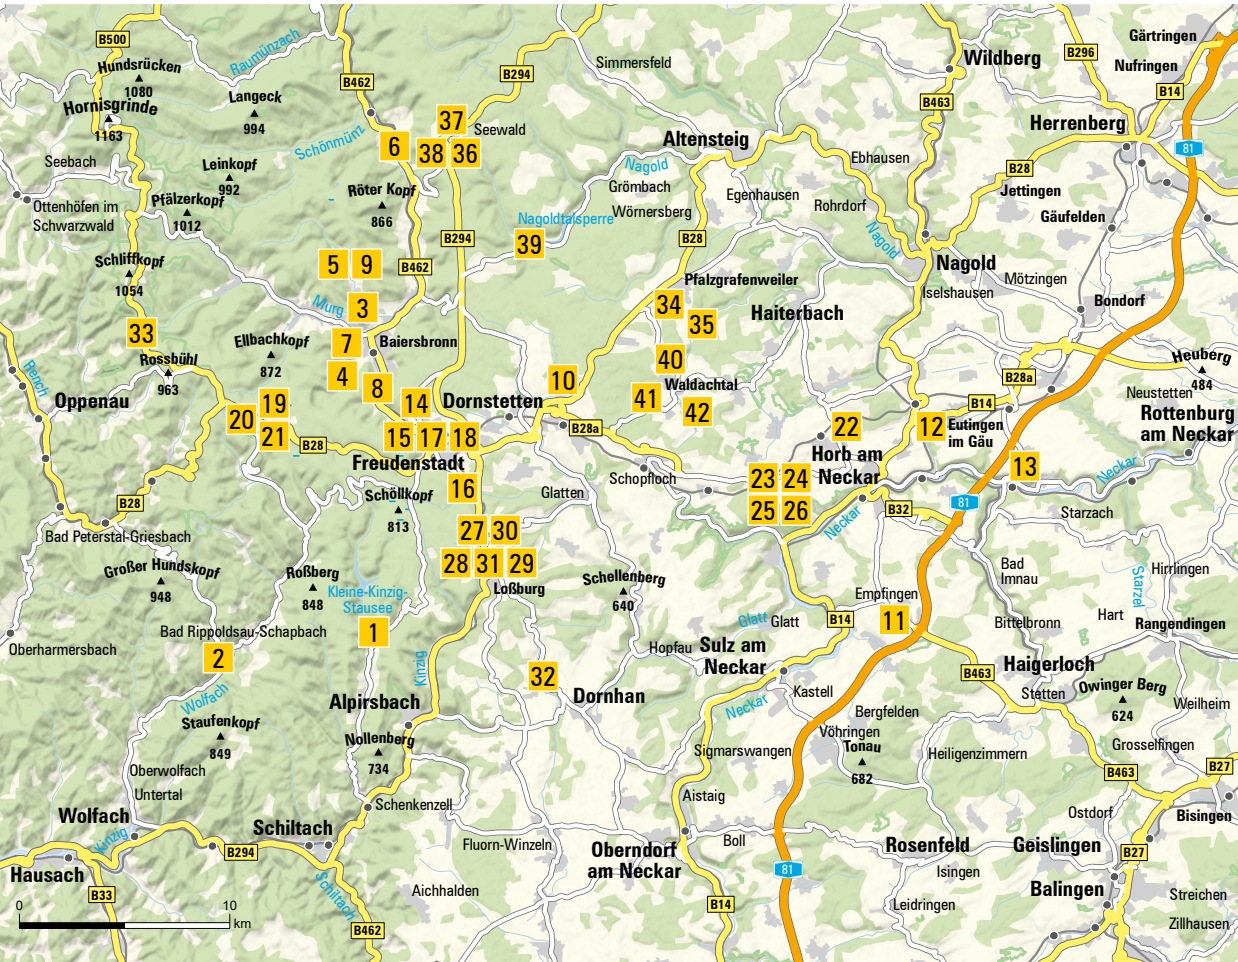 B500
Raumünzach
Hundsrücken
1080
Hornisgrinde
1163
Langeck
994
B462
B294
Simmersfeld
Wildberg
B296
Gärtringen
Nufringen
B14
B463
Herrenberg
81
37
Seewald
6
38
36
Schönmünz
Seebach
Leinkopf
992
Pfälzerkopf
1012
Röter Kopf
866
Ottenhöfen im
Schwarzwald
Altensteig
Nagold
Grömbach
Wörnersberg
Egenhausen
Ebhausen
Rohrdorf
B28
Jettingen
Gäufelden
Nagoldtalsperre
39
B294
B28
Nagold
Nagold
Schliffkopf
1054
5
9
B462
Pfalzgrafenweiler
Iselshausen
Mötzingen
Bondorf
Murg
3
34
35
Haiterbach
33
Ellbachkopf
872
7
Baiersbronn
Rossbühl
963
4
8
10
40
Waldachtal
41
42
Heuberg
484
B28a
Neustetten
Rench
Oppenau
20
19
21
14
Dornstetten
B28a
22
12
B14
Eutingen
im Gäu
Rottenburg
am Neckar
B28
15
17
18
Freudenstadt
Horb am
Neckar
13
Neckar
16
Schöllkopf
813
Glatten
Schopfloch
23
24
25
26
Neckar
B32
81
Starzach
B28
Bad Peterstal-Griesbach
27
30
28
31
29
Loßburg
Großer Hundskopf
948
Roßberg
848
Kleine-Kinzig-
Stausee
Schellenberg
640
Bad
Imnau
Hirrlingen
Starzel
Empfingen
11
1
Bad Rippoldsau-Schapbach
Oberharmersbach
2
Glatt
Glatt
B14
Bittelbronn
Hart
Rangendingen
Hopfau
Sulz am
Neckar
Kinzig
32
Dornhan
Haigerloch
B463
Stetten
Owinger Berg
624
Weilheim
Wolfach
Alpirsbach
Kastell
Neckar
Bergfelden
Vöhringen
Tonau
682
Staufenkopf
849
Nollenberg
734
Sigmarswangen
Heiligenzimmern
Grosselfingen
Oberwolfach
Untertal
B463
B27
Schenkenzell
Aistaig
Ostdorf
Bisingen
Wolfach
Kinzig
Schiltach
B294
Fluorn-Winzeln
Oberndorf
am Neckar
Boll
Rosenfeld
Geislingen
B27
Hausach
B33
Schiltach
Aichhalden
81
Isingen
Leidringen
Balingen
Streichen
Zillhausen
B14
B462
0
10
km